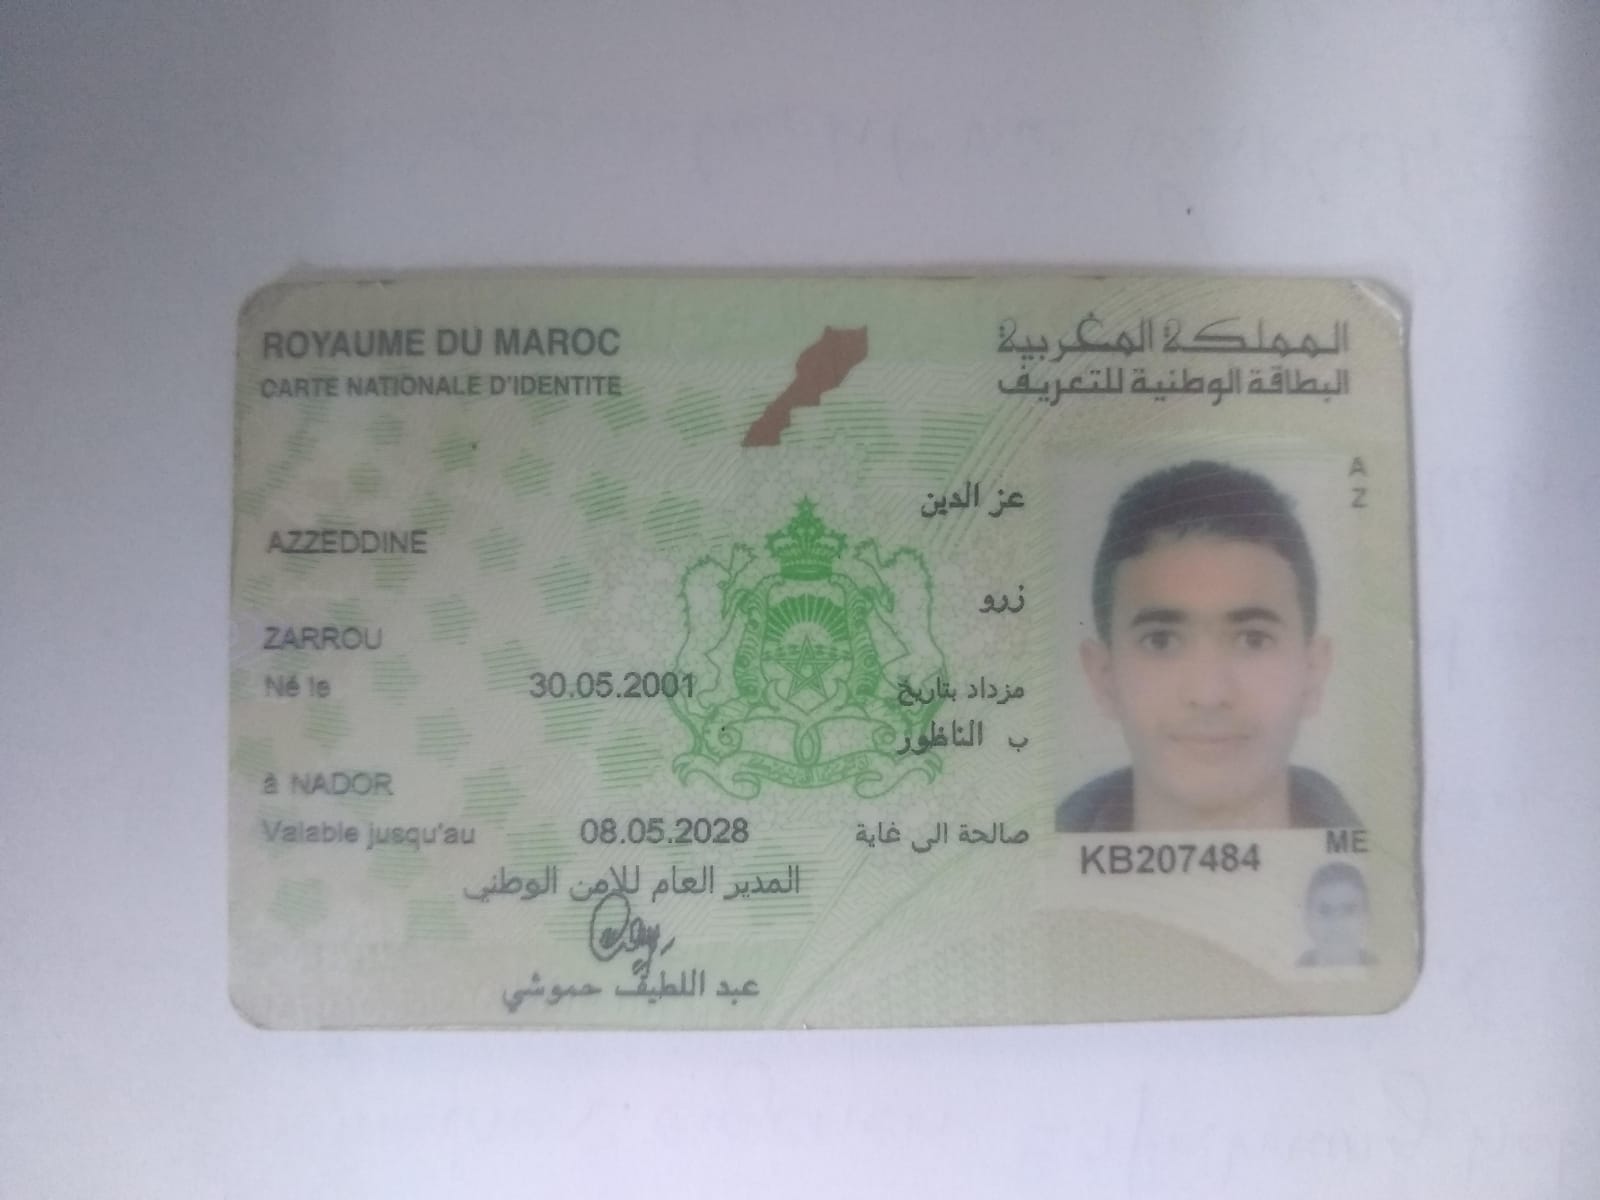 ROYAUME DU MAROC
المملكة المغربية
CARTE NATIONALE D'IDENTITE
البطاقة الوطنية للتعريف
A
Z
عز الدين
AZZEDDINE
زرو
ZARROU
Né le 30.05.2001 مزداد بتاريخ
ب الناظور
à NADOR
Valable jusqu'au 08.05.2028 صالحة الى غاية
ME
KB207484
المدير العام للامن الوطني
عبد اللطيف حموشي